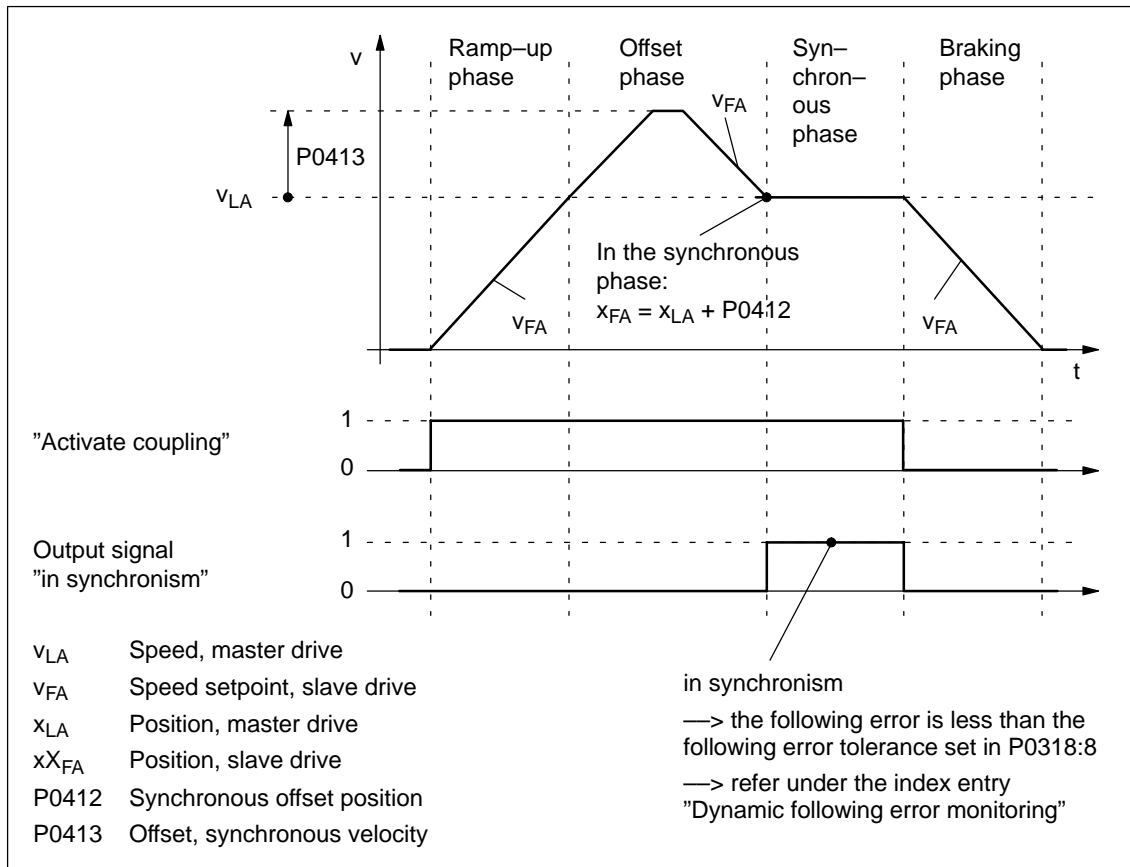 v
Ramp–up
phase
Offset
phase
Syn–
chron–
ous
phase
Braking
phase
P0413
vLA
vFA
vFA
vFA
In the synchronous
phase:
xFA = xLA + P0412
t
"Activate coupling"
1
0
Output signal
"in synchronism"
1
0
vLA Speed, master drive
vFA Speed setpoint, slave drive
xLA Position, master drive
xXFA Position, slave drive
P0412 Synchronous offset position
P0413 Offset, synchronous velocity
in synchronism
––> the following error is less than the
following error tolerance set in P0318:8
––> refer under the index entry
"Dynamic following error monitoring"